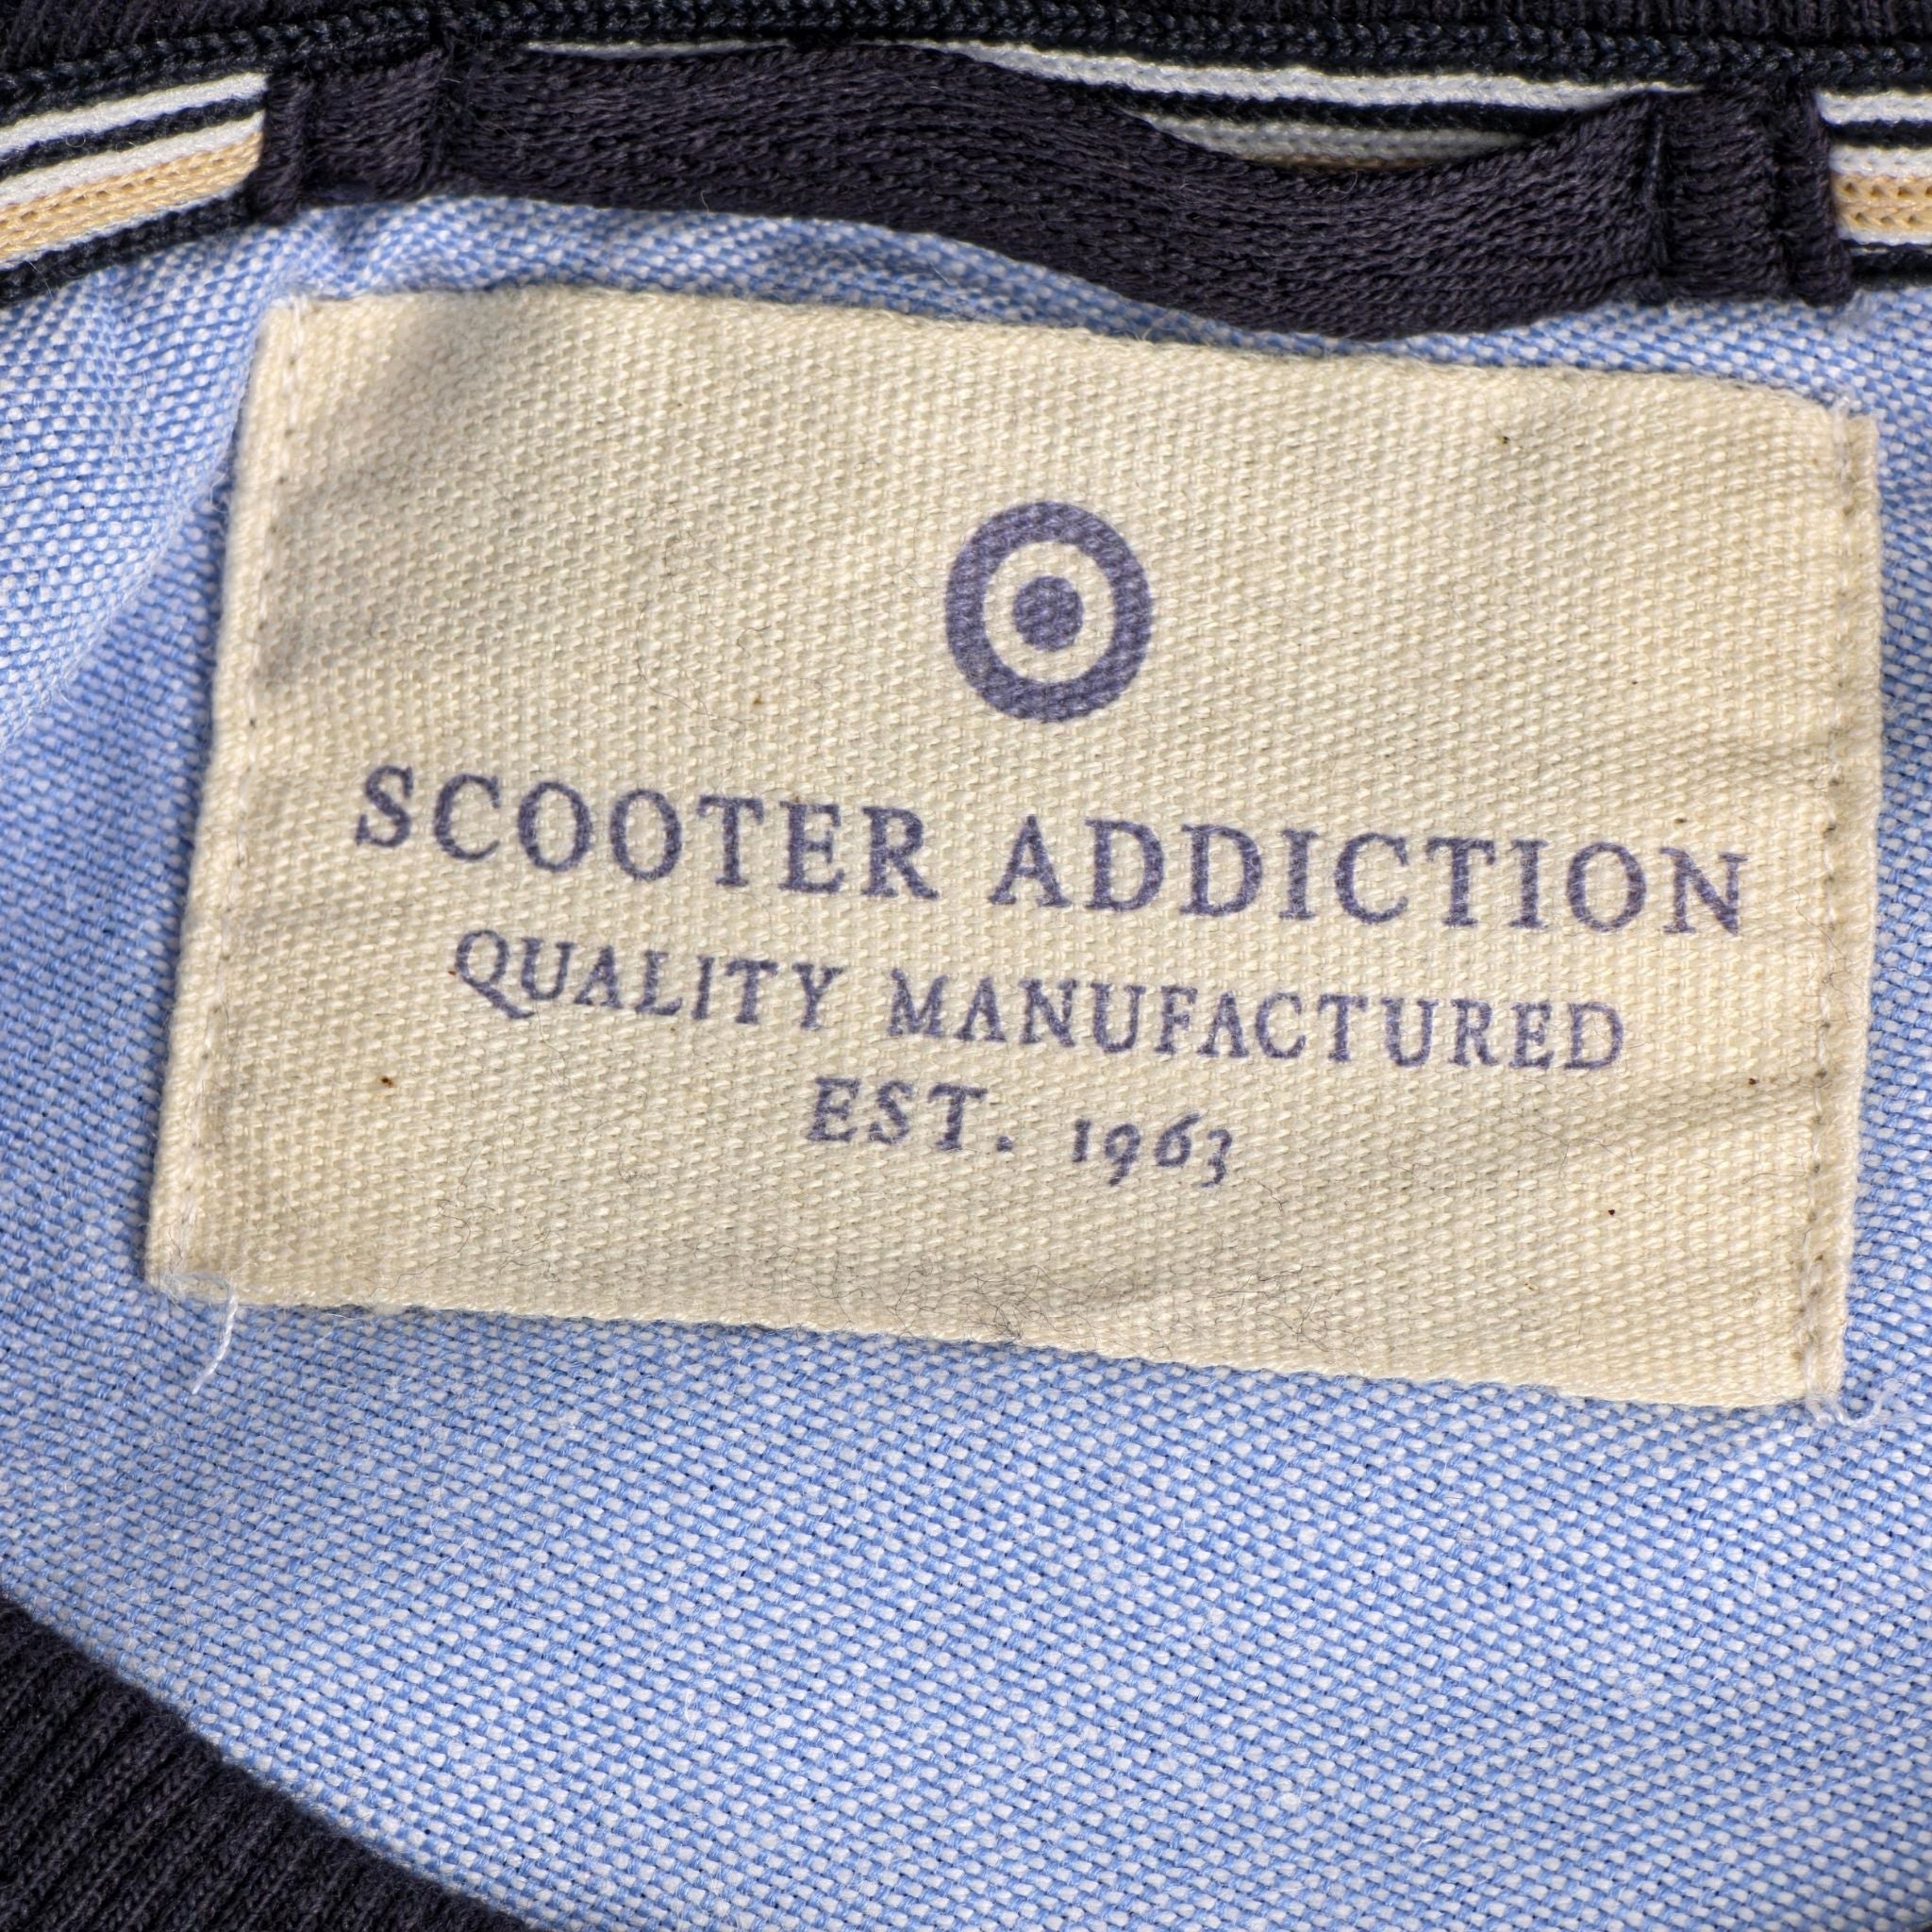 SCOOTER ADDICTION
QUALITY MANUFACTURED
EST. 1963